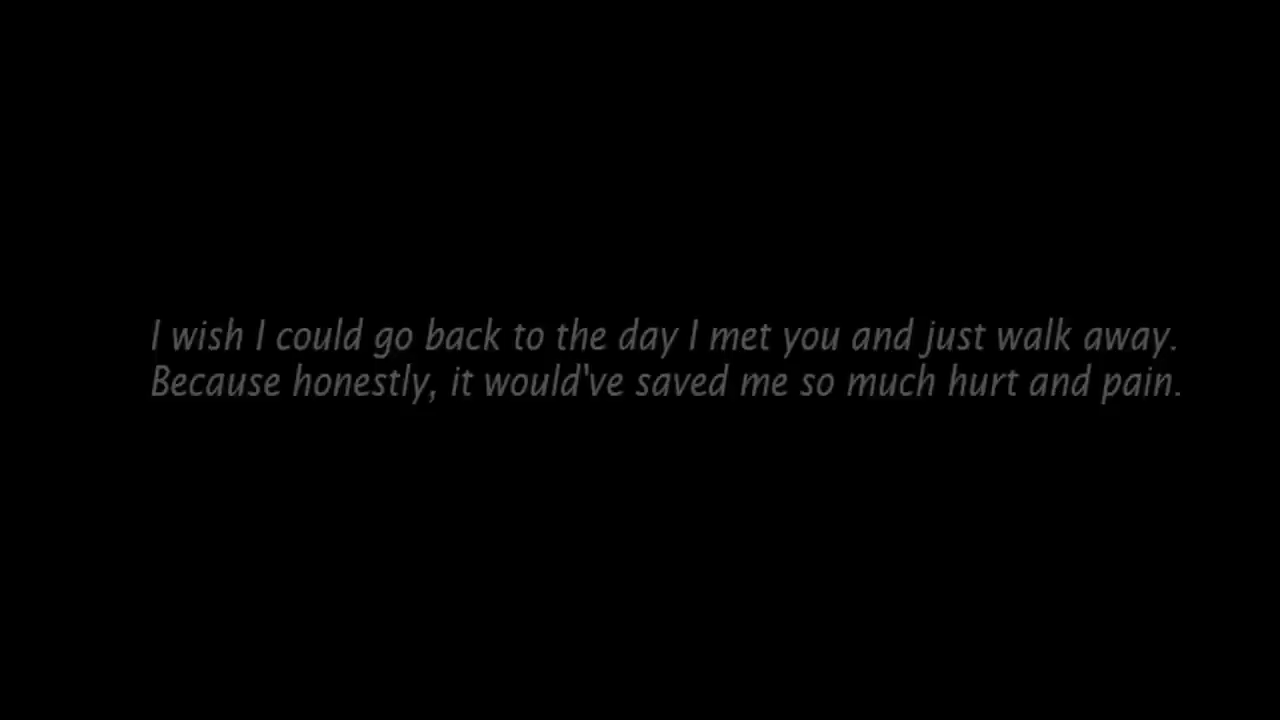 I wish I could go back to the day I met you and just walk away.
Because honestly, it would've saved me so much hurt and pain.